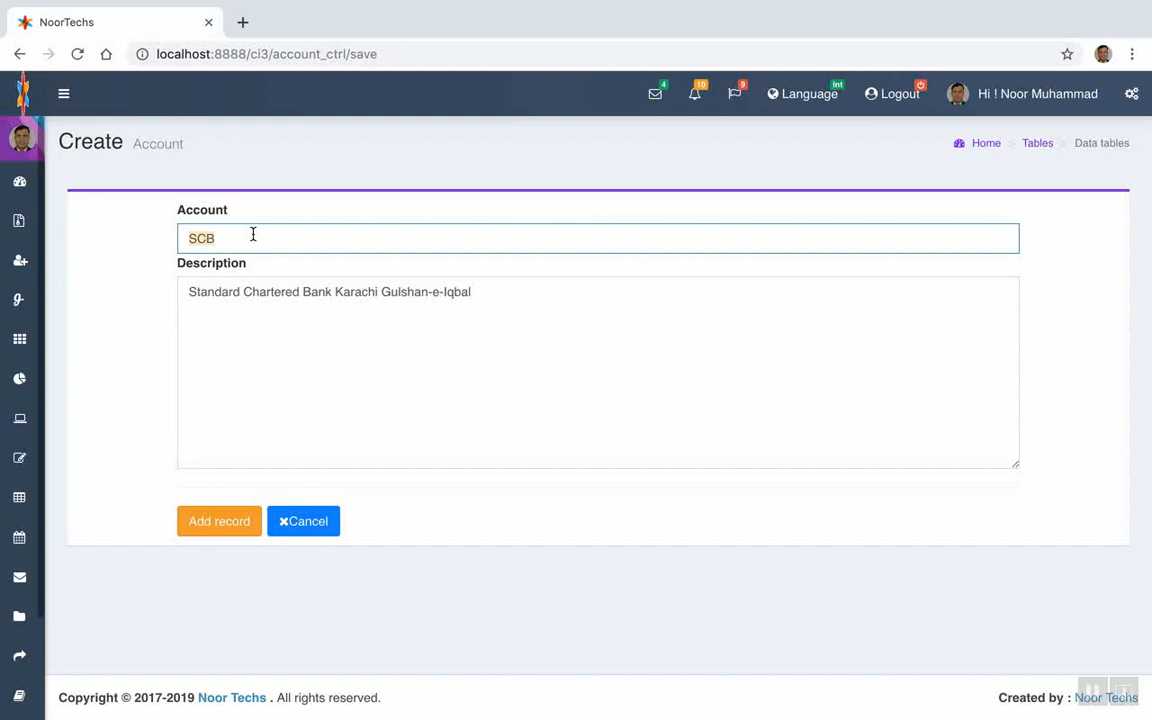 NoorTechs
localhost:8888/ci3/account_ctrl/save
4
10
9
Language
Int
Logout
Hi ! Noor Muhammad
Create Account
Home
Tables
Data tables
Account
SCB
Description
Standard Chartered Bank Karachi Gulshan-e-Iqbal
Add record
Cancel
Copyright © 2017-2019 Noor Techs . All rights reserved.
Created by : Noor Techs